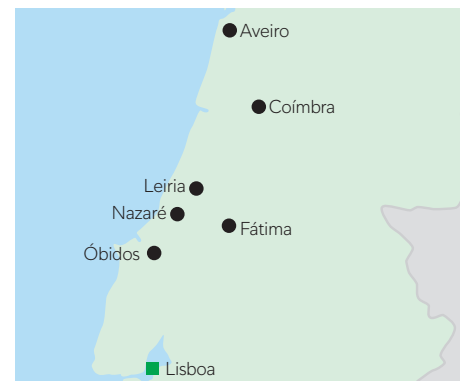 Aveiro
Coímbra
Leiria
Nazaré
Fátima
Óbidos
Lisboa